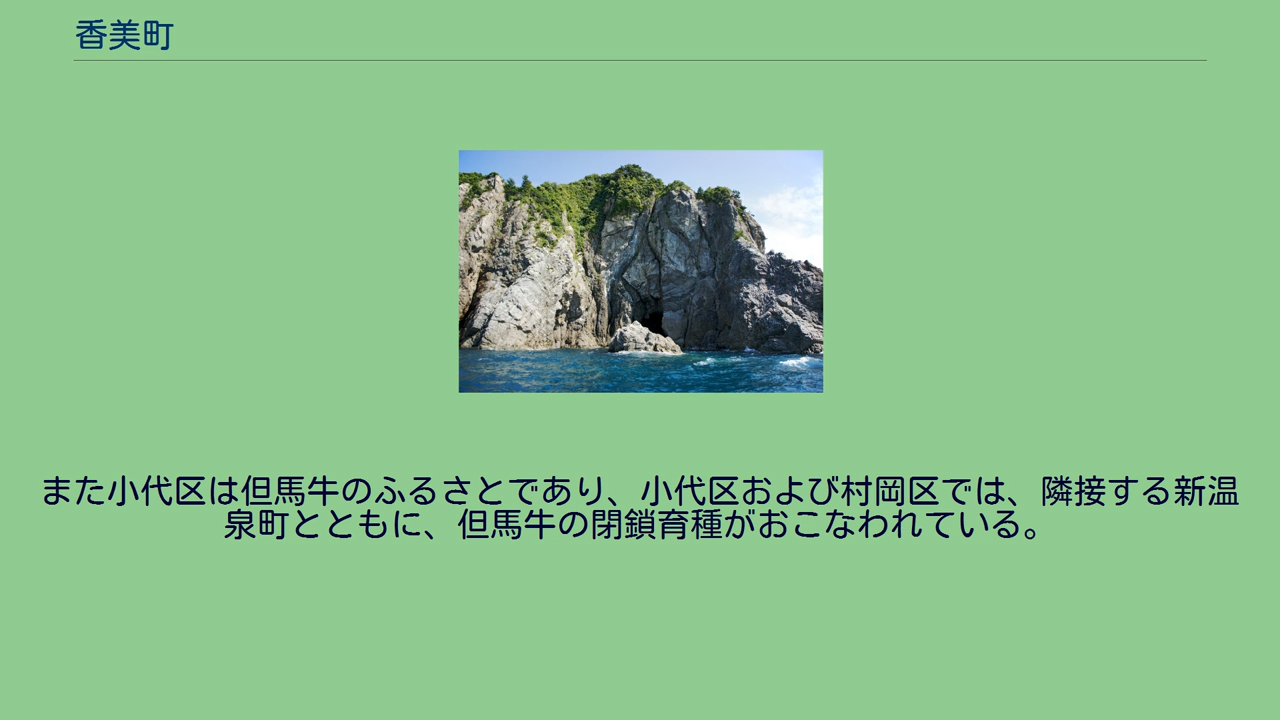 香美町
また小代区は但馬牛のふるさとであり、小代区および村岡区では、隣接する新温
泉町とともに、但馬牛の閉鎖育種がおこなわれている。